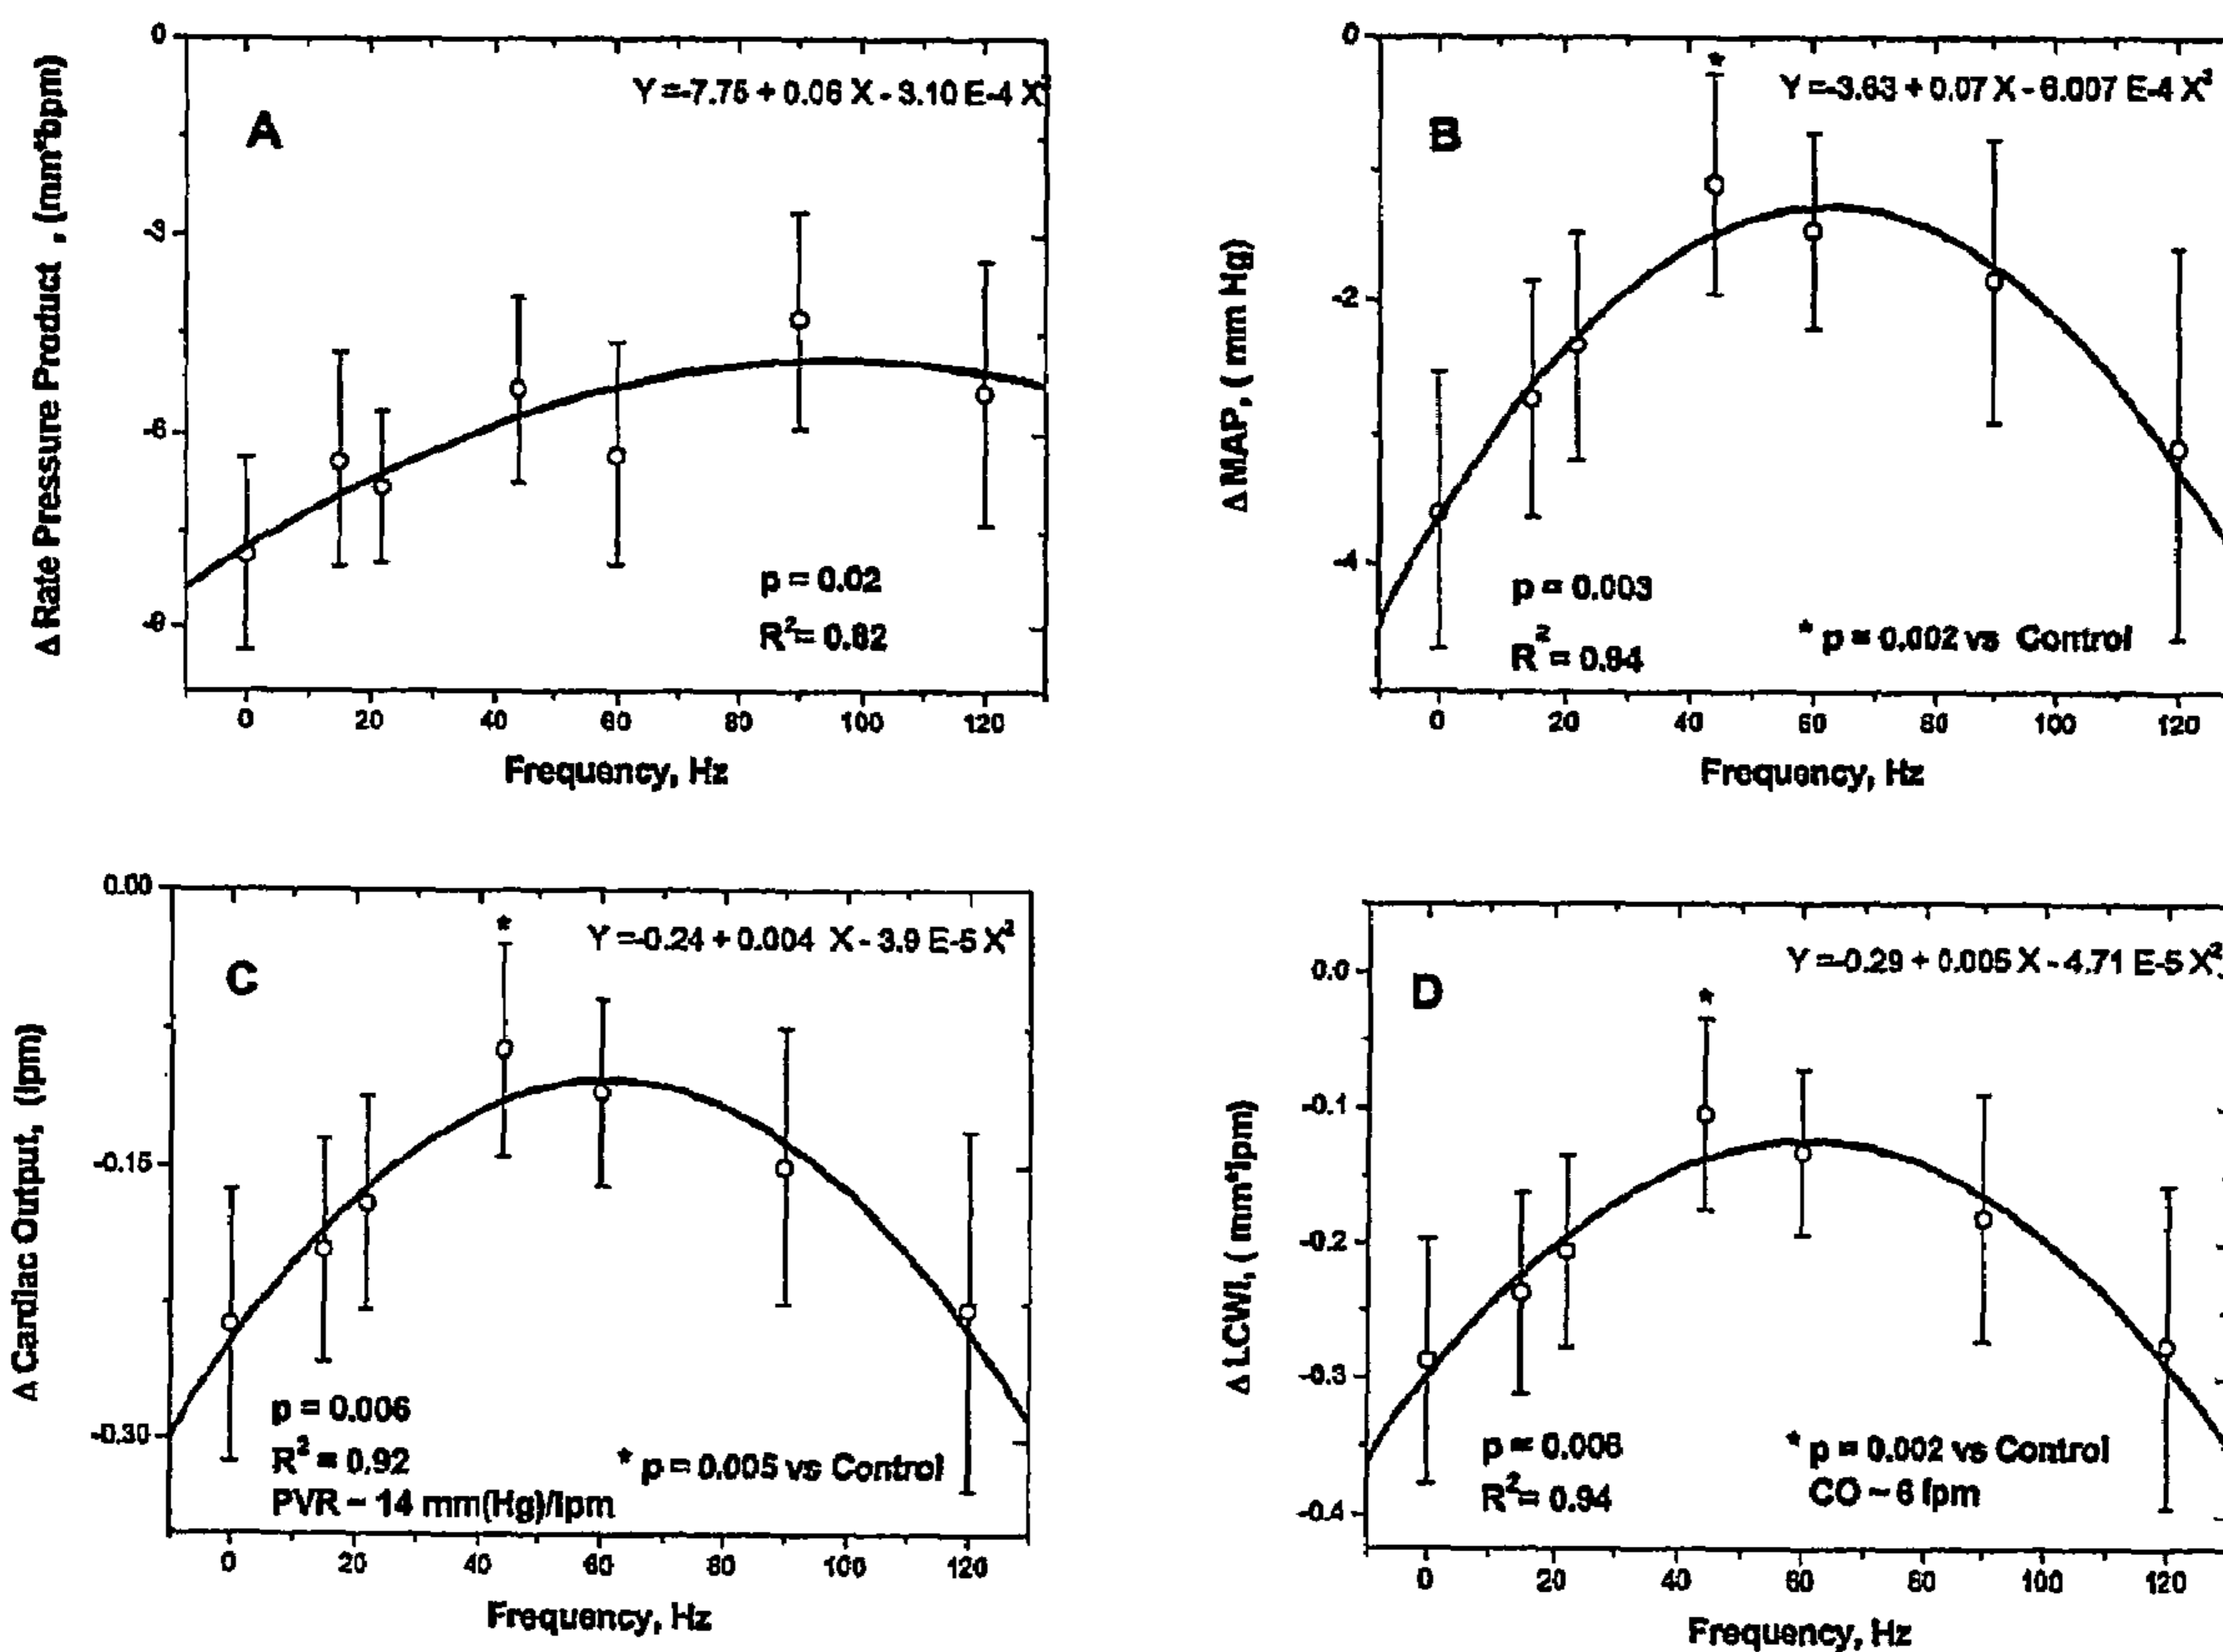 A
Y =-7.75 + 0.06 X - 3.10 E-4 X
Δ Rate Pressure Product , (mm*bpm)
0
-3
-6
-9
p = 0.02
R²= 0.82
0 20 40 60 80 100 120
Frequency, Hz
B
Y =-3.63 + 0.07 X - 6.007 E-4 X²
*
Δ MAP, ( mm Hg)
0
-2
-4
p = 0.003
R² = 0.94
* p = 0.002 vs Control
0 20 40 60 80 100 120
Frequency, Hz
C
Y =-0.24 + 0.004 X - 3.9 E-5 X²
*
Δ Cardiac Output, (lpm)
0.00
-0.15
-0.30
p = 0.006
R² = 0.92
PVR ~ 14 mm(Hg)/lpm
* p = 0.005 vs Control
0 20 40 60 80 100 120
Frequency, Hz
D
Y =-0.29 + 0.005 X - 4.71 E-5 X²
*
Δ LCWI, ( mm*lpm)
0.0
-0.1
-0.2
-0.3
-0.4
p = 0.006
R²= 0.94
* p = 0.002 vs Control
CO ~ 6 lpm
0 20 40 60 80 100 120
Frequency, Hz